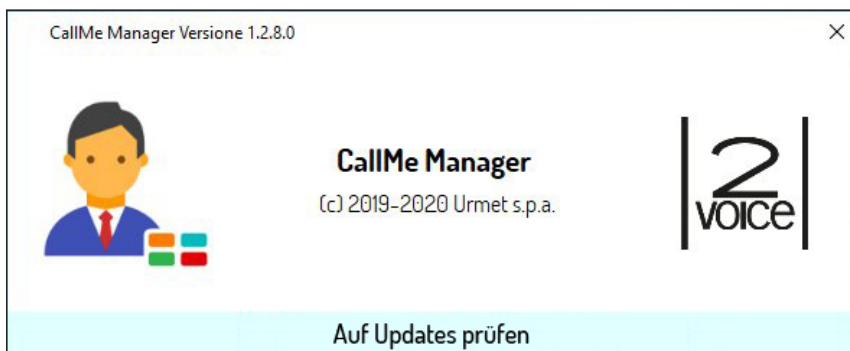 CallMe Manager Versione 1.2.8.0
CallMe Manager
(c) 2019-2020 Urmet s.p.a.
2
VOICE
Auf Updates prüfen